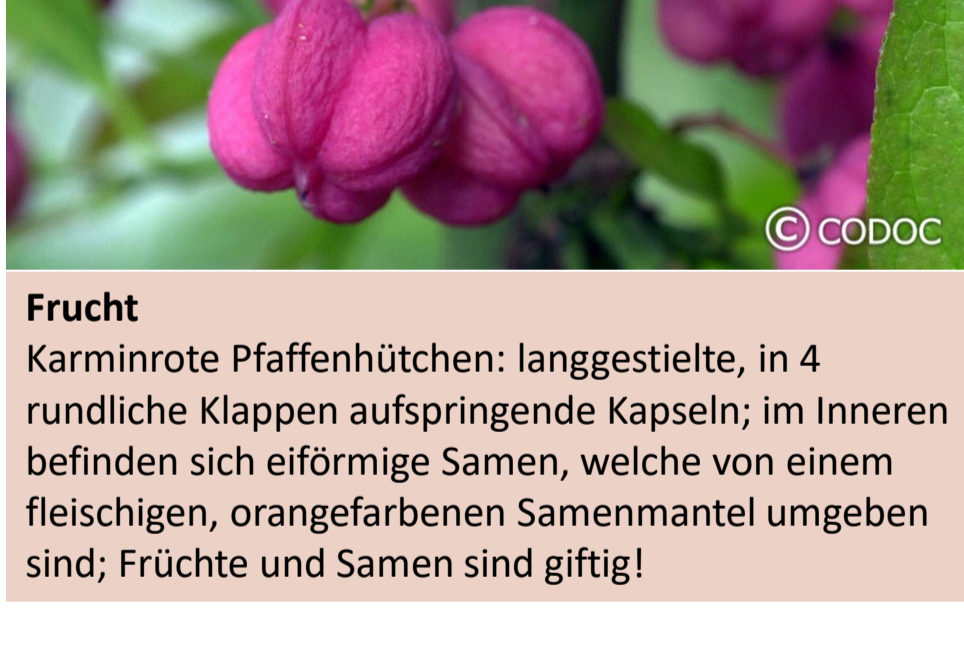 © CODOC
Frucht
Karminrote Pfaffenhütchen: langgestielte, in 4
rundliche Klappen aufspringende Kapseln; im Inneren
befinden sich eiförmige Samen, welche von einem
fleischigen, orangefarbenen Samenmantel umgeben
sind; Früchte und Samen sind giftig!